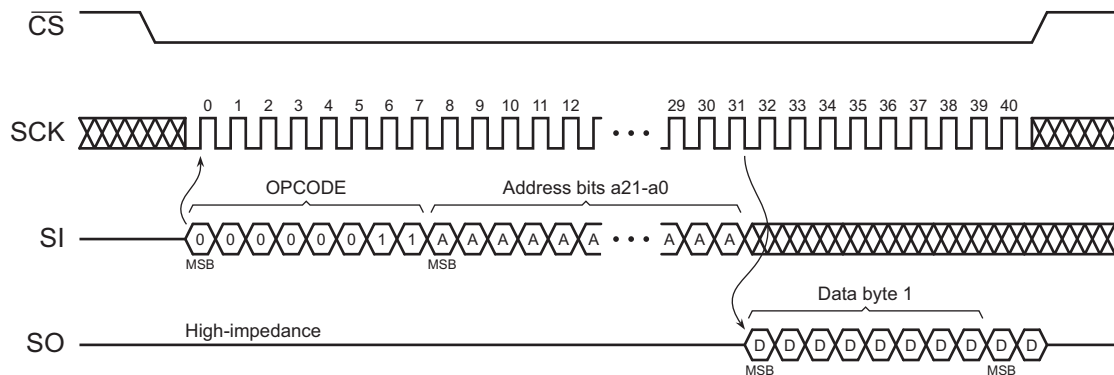 CS
0 1 2 3 4 5 6 7 8 9 10 11 12 29 30 31 32 33 34 35 36 37 38 39 40
SCK
OPCODE Address bits a21-a0
SI 0 0 0 0 0 0 1 1 A A A A A A A A A
MSB MSB
Data byte 1
High-impedance
SO D D D D D D D D D D
MSB MSB